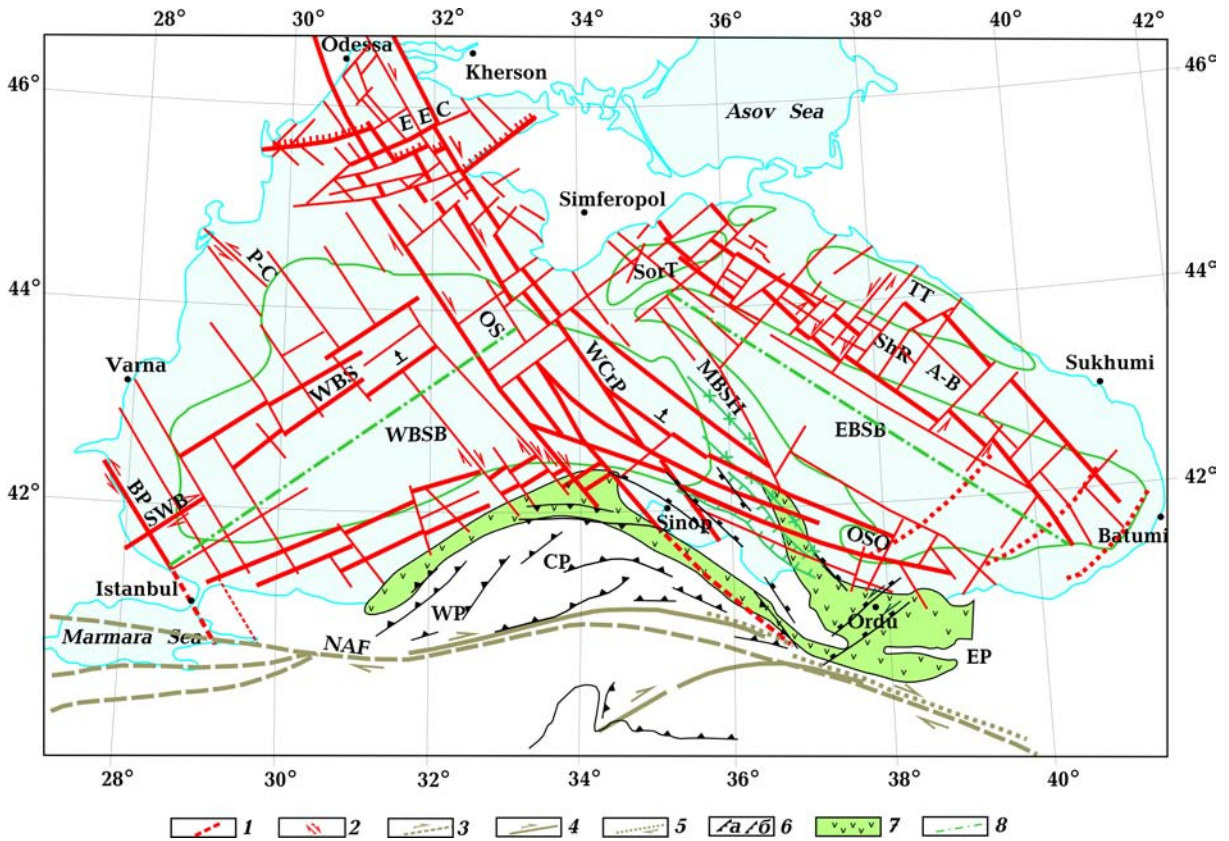 28° 30° 32° 34° 36° 38° 40° 42°
Odessa
Kherson
46° 46°
Asov Sea
E E C
Simferopol
P-C
SorT
44° 44°
TT
OS
ShR
WCrP
Varna
Sukhumi
WBS
MBSH
A-B
WBSB
EBSB
42° 42°
BP
SWB
Sinop
OSO
Batumi
Istanbul
CP
WP
Ordu
Marmara Sea
NAF
EP
28° 30° 32° 34° 36° 38° 40°
1 2 3 4 5 а б 6 7 8